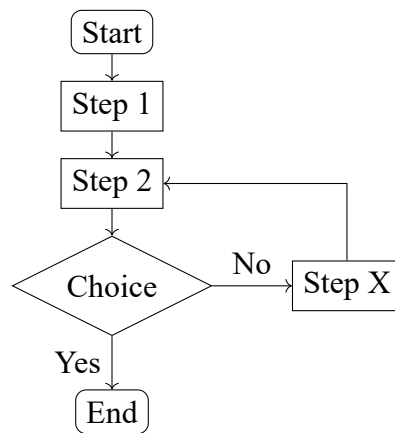 Start
Step 1
Step 2
Choice
No
Step X
Yes
End